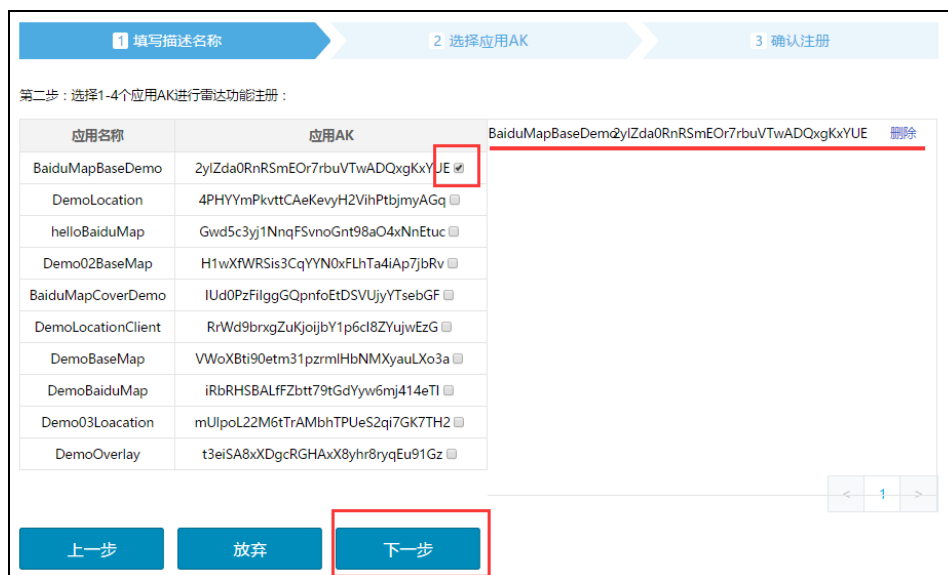 1 填写描述名称 2 选择应用AK 3 确认注册
第二步：选择1-4个应用AK进行雷达功能注册：
应用名称 应用AK BaiduMapBaseDemo2ylZda0RnRSmEOr7rbuVTwADQxgKxYUE 删除
BaiduMapBaseDemo 2ylZda0RnRSmEOr7rbuVTwADQxgKxYUE
DemoLocation 4PHYYmPkvttCAeKevyH2VihPtbjmyAGq
helloBaiduMap Gwd5c3yj1NnqFSvnoGnt98aO4xNnEtuc
Demo02BaseMap H1wXfWRSis3CqYYN0xFLhTa4iAp7jbRv
BaiduMapCoverDemo IUd0PzFilggGQpnfoEtDSVUjyYTsebGF
DemoLocationClient RrWd9brxgZuKjoijbY1p6cI8ZYujwEzG
DemoBaseMap VWoXBti90etm31pzrmlHbNMXyauLXo3a
DemoBaiduMap iRbRHSBALfFZbtt79tGdYyw6mj414eTl
Demo03Loacation mUlpoL22M6tTrAMbhTPUeS2qi7GK7TH2
DemoOverlay t3eiSA8xXDgcRGHAxX8yhr8ryqEu91Gz
< 1 >
上一步 放弃 下一步